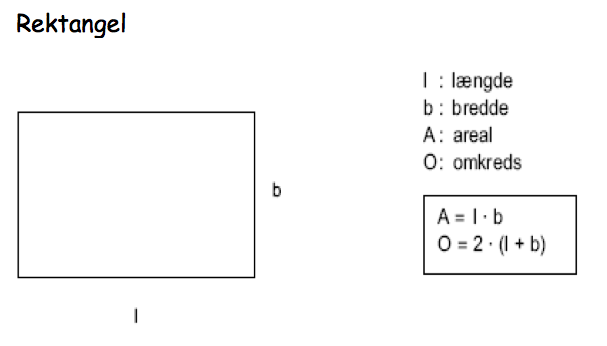 Rektangel
l : længde
b : bredde
A : areal
O : omkreds
b
A = l · b
O = 2 · (l + b)
l